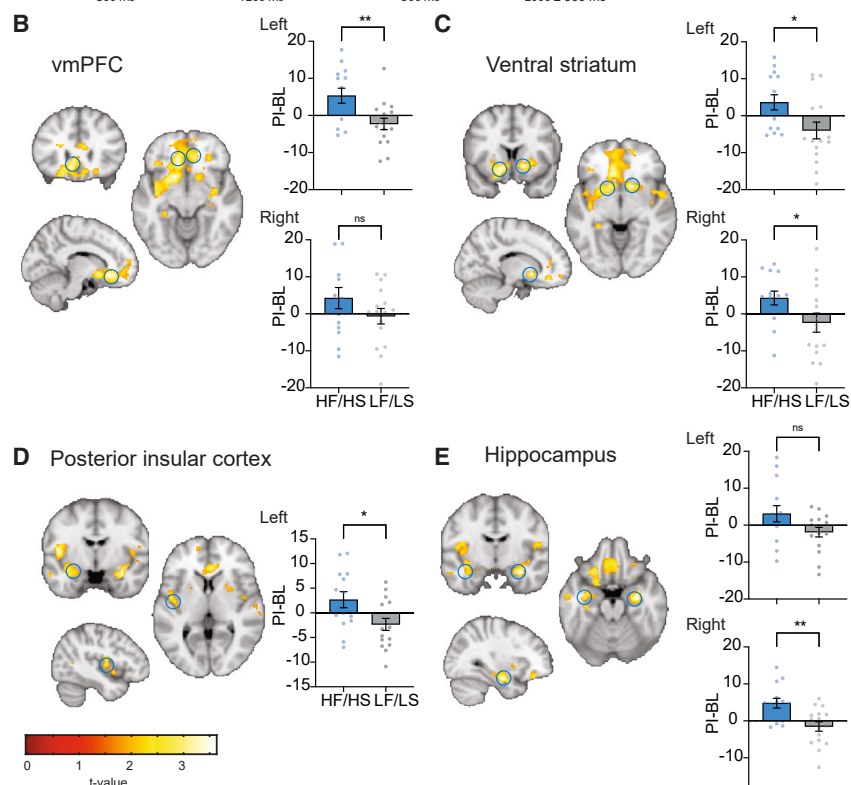 B
vmPFC
Left
**
20
10
0
-10
-20
PI-BL
Right
ns
20
10
0
-10
-20
PI-BL
HF/HS LF/LS
C
Ventral striatum
Left
*
20
10
0
-10
-20
PI-BL
Right
*
20
10
0
-10
-20
PI-BL
HF/HS LF/LS
D
Posterior insular cortex
Left
*
15
10
5
0
-5
-10
-15
PI-BL
HF/HS LF/LS
0 1 2 3
t-value
E
Hippocampus
Left
ns
20
10
0
-10
-20
PI-BL
Right
**
20
10
0
-10
PI-BL